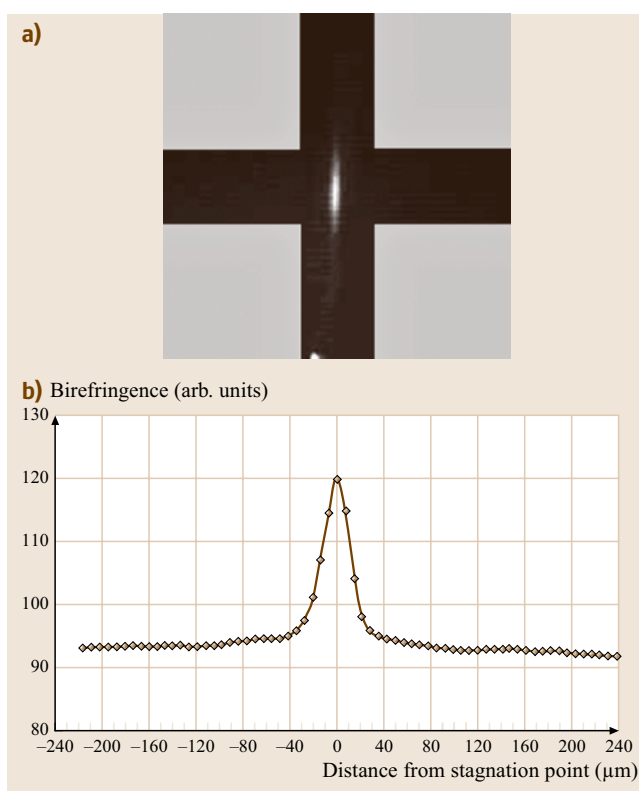 a)
b) Birefringence (arb. units)
130
120
110
100
90
80
–240 –200 –160 –120 –80 –40 0 40 80 120 160 200 240
Distance from stagnation point (µm)